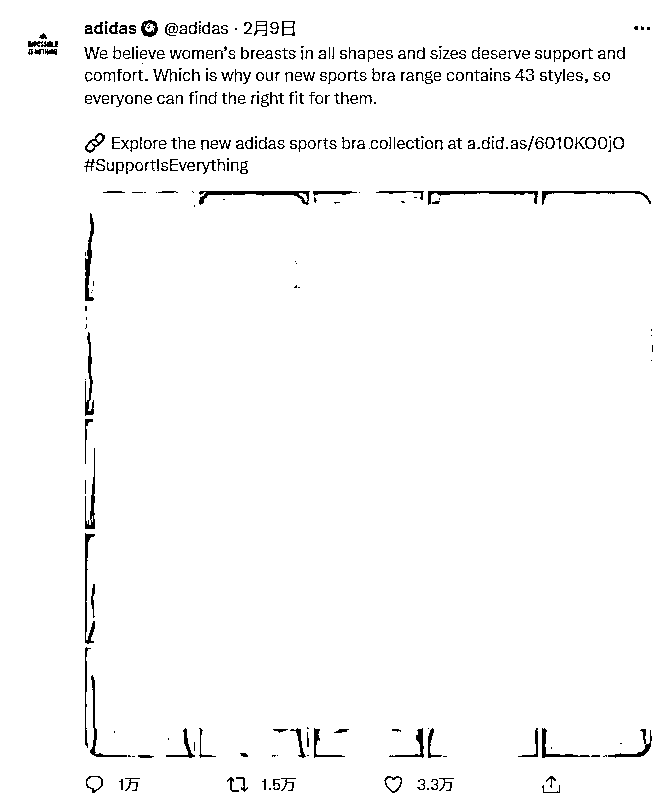 adidas @adidas · 2月9日
We believe women's breasts in all shapes and sizes deserve support and
comfort. Which is why our new sports bra range contains 43 styles, so
everyone can find the right fit for them.
Explore the new adidas sports bra collection at a.did.as/6010KO0jO
#SupportIsEverything
1万 1.5万 3.3万